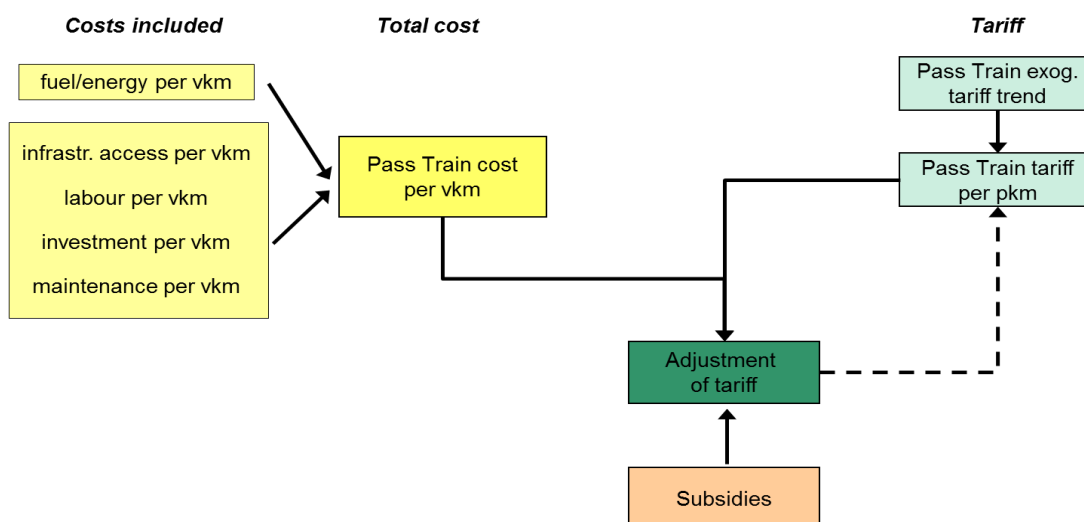 Costs included
Total cost
Tariff
fuel/energy per vkm
infrastr. access per vkm
labour per vkm
investment per vkm
maintenance per vkm
Pass Train cost
per vkm
Pass Train exog.
tariff trend
Pass Train tariff
per pkm
Adjustment
of tariff
Subsidies